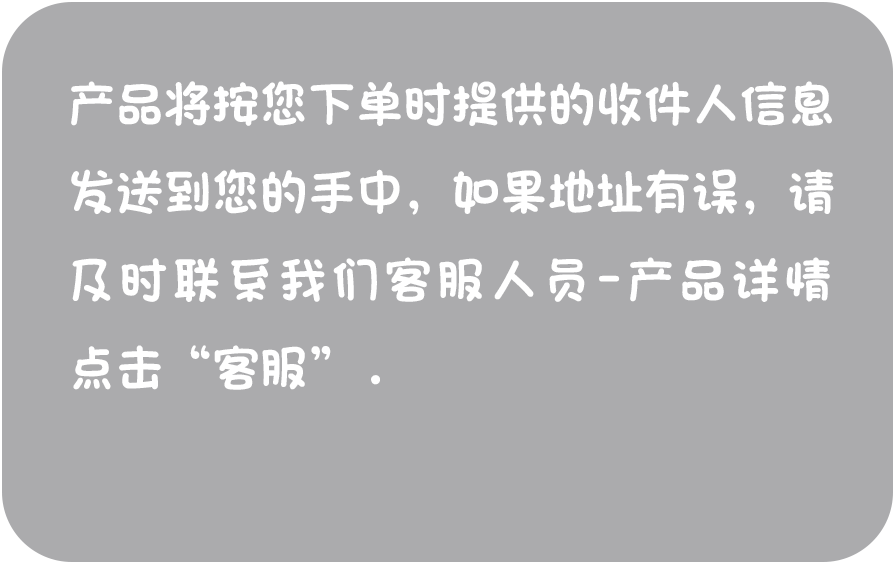 产品将按您下单时提供的收件人信息
发送到您的手中，如果地址有误，请
及时联系我们客服人员-产品详情
点击“客服”.